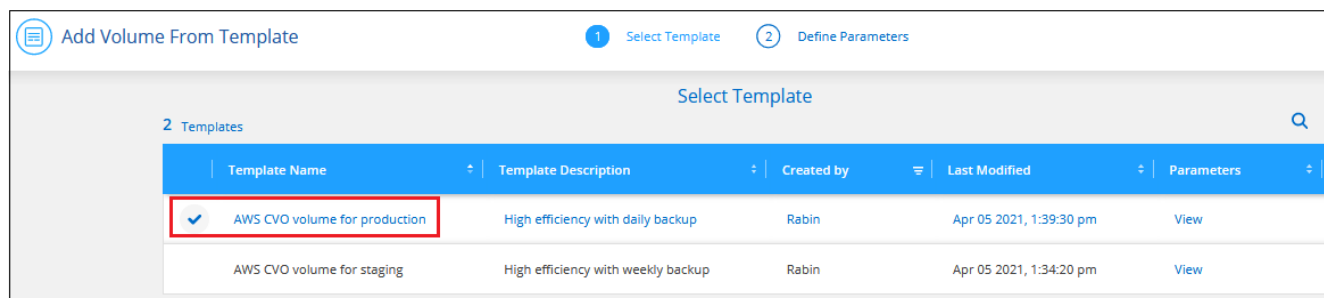 Add Volume From Template 1 Select Template 2 Define Parameters
Select Template
2 Templates
Template Name Template Description Created by Last Modified Parameters
AWS CVO volume for production High efficiency with daily backup Rabin Apr 05 2021, 1:39:30 pm View
AWS CVO volume for staging High efficiency with weekly backup Rabin Apr 05 2021, 1:34:20 pm View